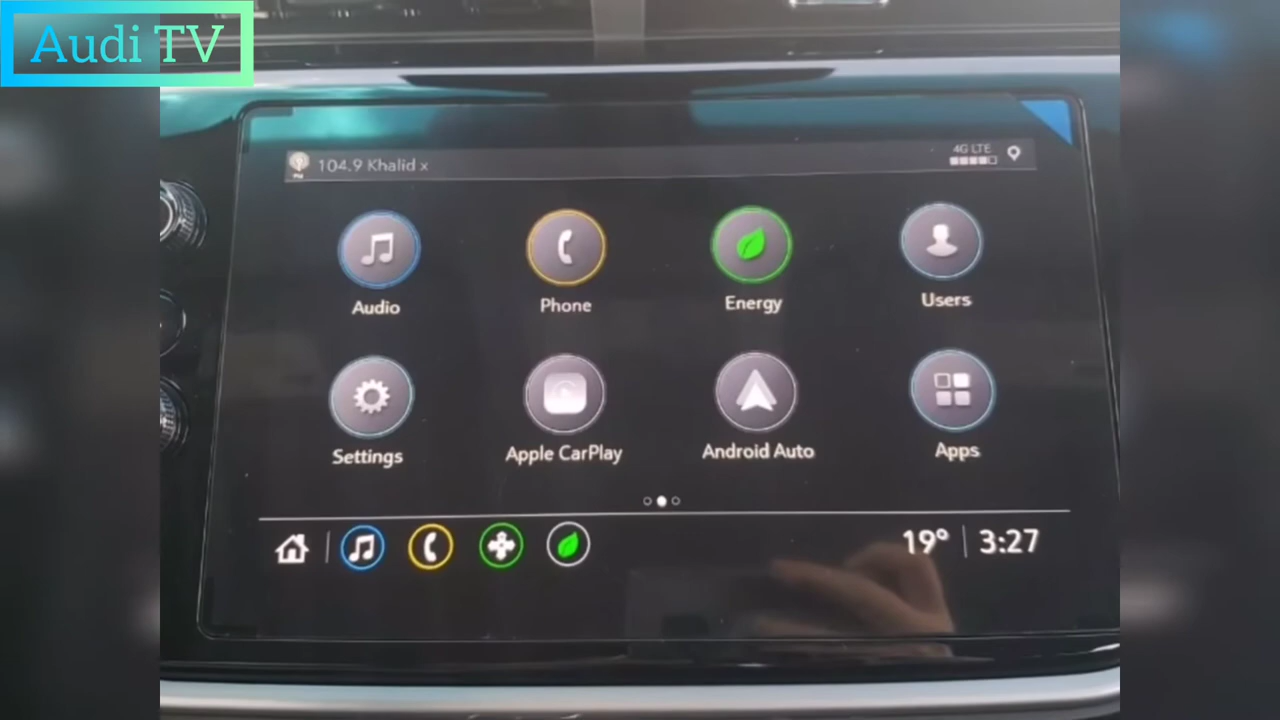 Audi TV
104.9 Khalid x
4G LTE
FM
Audio
Phone
Energy
Users
Settings
Apple CarPlay
Android Auto
Apps
19° 3:27